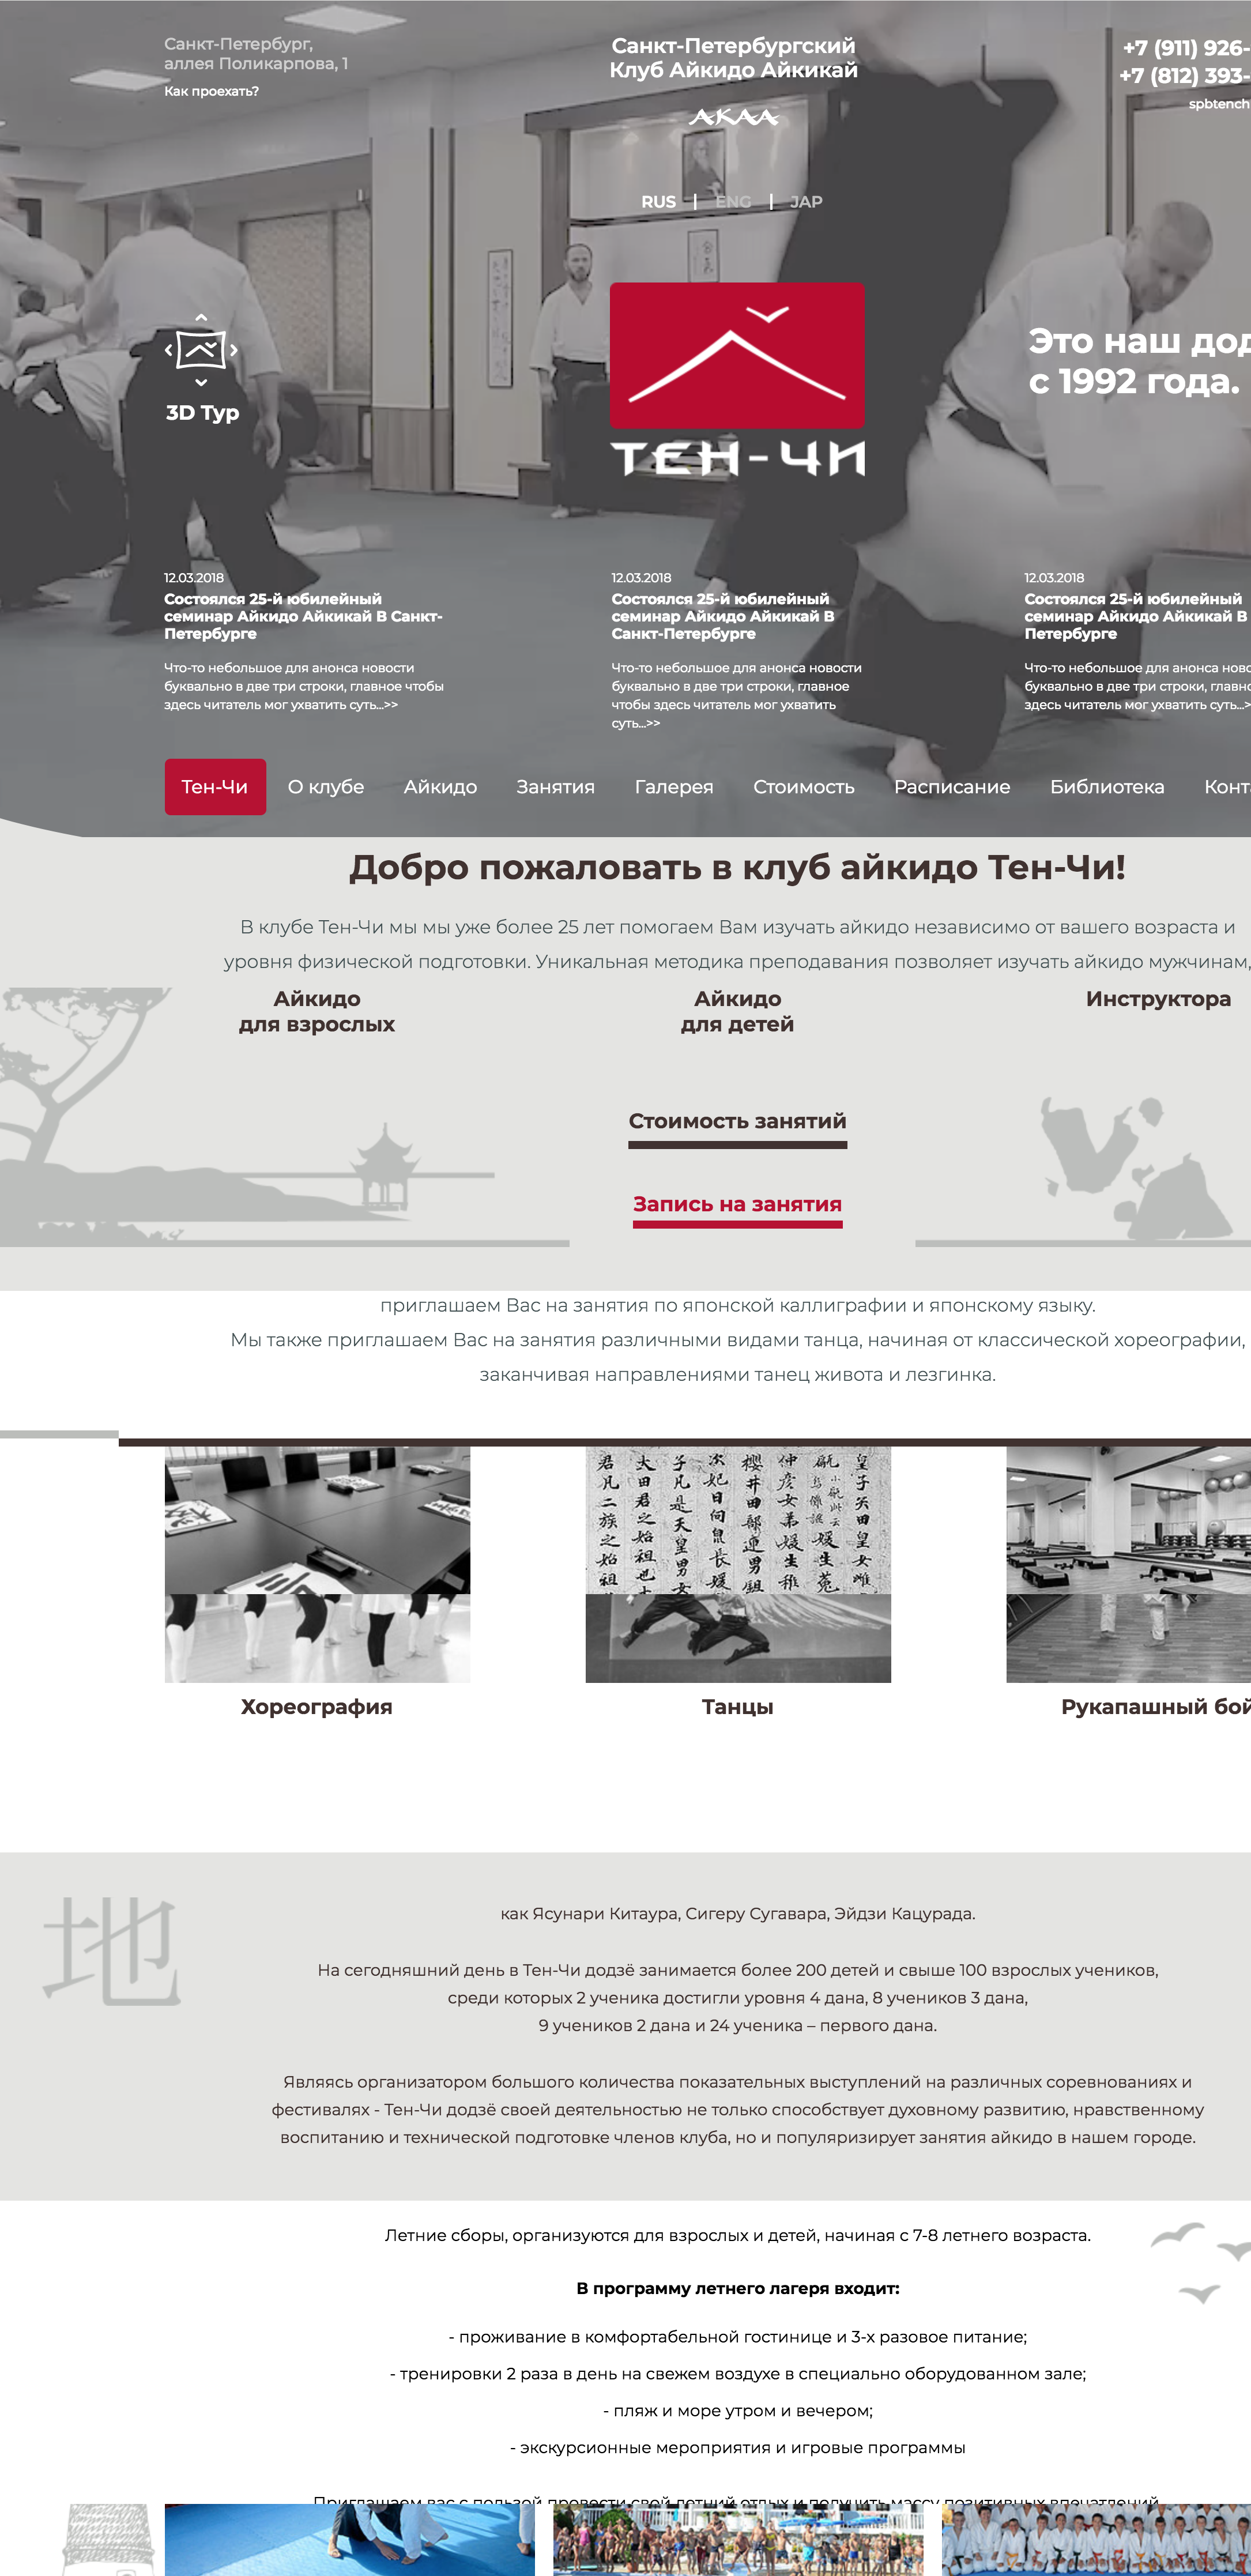 Санкт-Петербург,
аллея Поликарпова, 1
Как проехать?
Санкт-Петербургский
Клуб Айкидо Айкикай
AKAA
+7 (911) 926-
+7 (812) 393-
spbtench
RUS | ENG | JAP
3D Тур
ТЕН-ЧИ
Это наш дод
с 1992 года.
12.03.2018
Состоялся 25-й юбилейный
семинар Айкидо Айкикай В Санкт-
Петербурге
Что-то небольшое для анонса новости
буквально в две три строки, главное чтобы
здесь читатель мог ухватить суть...>>
12.03.2018
Состоялся 25-й юбилейный
семинар Айкидо Айкикай В
Санкт-Петербурге
Что-то небольшое для анонса новости
буквально в две три строки, главное
чтобы здесь читатель мог ухватить
суть...>>
12.03.2018
Состоялся 25-й юбилейный
семинар Айкидо Айкикай В
Петербурге
Что-то небольшое для анонса ново
буквально в две три строки, главн
здесь читатель мог ухватить суть...>
Тен-Чи О клубе Айкидо Занятия Галерея Стоимость Расписание Библиотека Конт
Добро пожаловать в клуб айкидо Тен-Чи!
В клубе Тен-Чи мы мы уже более 25 лет помогаем Вам изучать айкидо независимо от вашего возраста и
уровня физической подготовки. Уникальная методика преподавания позволяет изучать айкидо мужчинам,
Айкидо
для взрослых
Айкидо
для детей
Инструктора
Стоимость занятий
Запись на занятия
приглашаем Вас на занятия по японской каллиграфии и японскому языку.
Мы также приглашаем Вас на занятия различными видами танца, начиная от классической хореографии,
заканчивая направлениями танец живота и лезгинка.
Хореография
Танцы
Рукапашный бой
地
как Ясунари Китаура, Сигеру Сугавара, Эйдзи Кацурада.
На сегодняшний день в Тен-Чи додзё занимается более 200 детей и свыше 100 взрослых учеников,
среди которых 2 ученика достигли уровня 4 дана, 8 учеников 3 дана,
9 учеников 2 дана и 24 ученика – первого дана.
Являясь организатором большого количества показательных выступлений на различных соревнованиях и
фестивалях - Тен-Чи додзё своей деятельностью не только способствует духовному развитию, нравственному
воспитанию и технической подготовке членов клуба, но и популяризирует занятия айкидо в нашем городе.
Летние сборы, организуются для взрослых и детей, начиная с 7-8 летнего возраста.
В программу летнего лагеря входит:
- проживание в комфортабельной гостинице и 3-х разовое питание;
- тренировки 2 раза в день на свежем воздухе в специально оборудованном зале;
- пляж и море утром и вечером;
- экскурсионные мероприятия и игровые программы
Приглашаем вас с пользой провести свой летний отдых и получить массу позитивных впечатлений